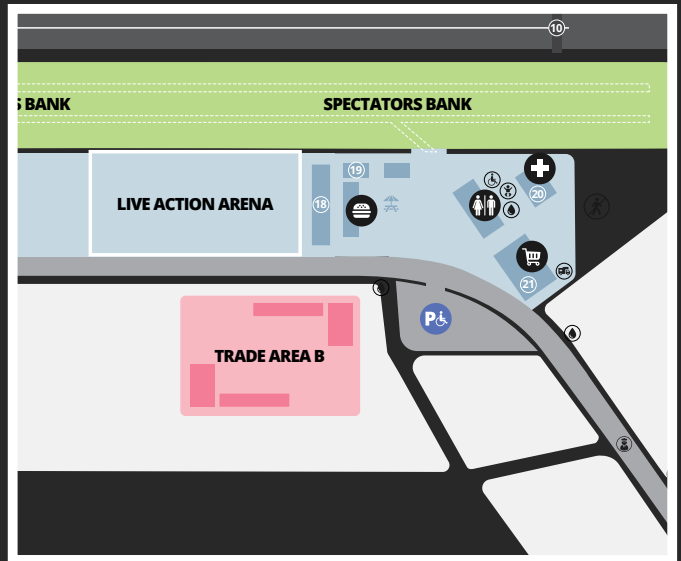 10
S BANK
SPECTATORS BANK
19
20
LIVE ACTION ARENA
18
21
P
TRADE AREA B